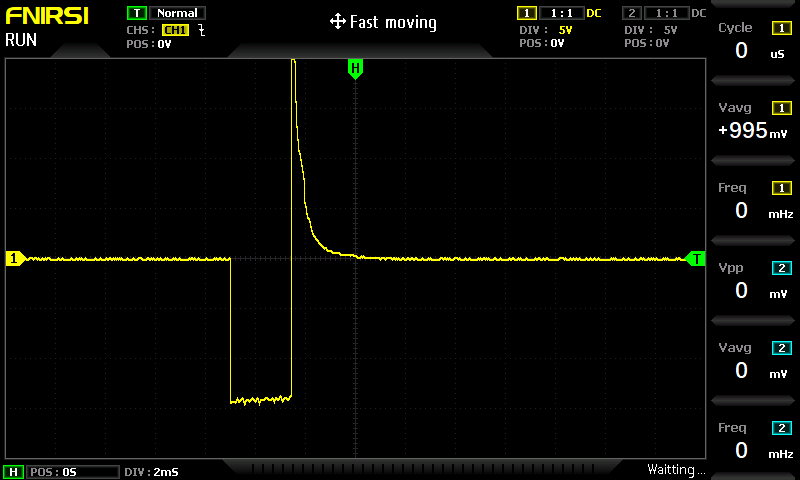 FNIRSI
RUN
T Normal
CHS: CH1
POS:0V
Fast moving
1 1:1 DC
DIV: 5V
POS:0V
2 1:1 DC
DIV: 5V
POS:0V
H
1
T
Cycle 1
0 uS
Vavg 1
+995mV
Freq 1
0 mHz
Vpp 2
0 mV
Vavg 2
0 mV
Freq 2
0 mHz
H POS:0S DIV:2mS
Waitting...